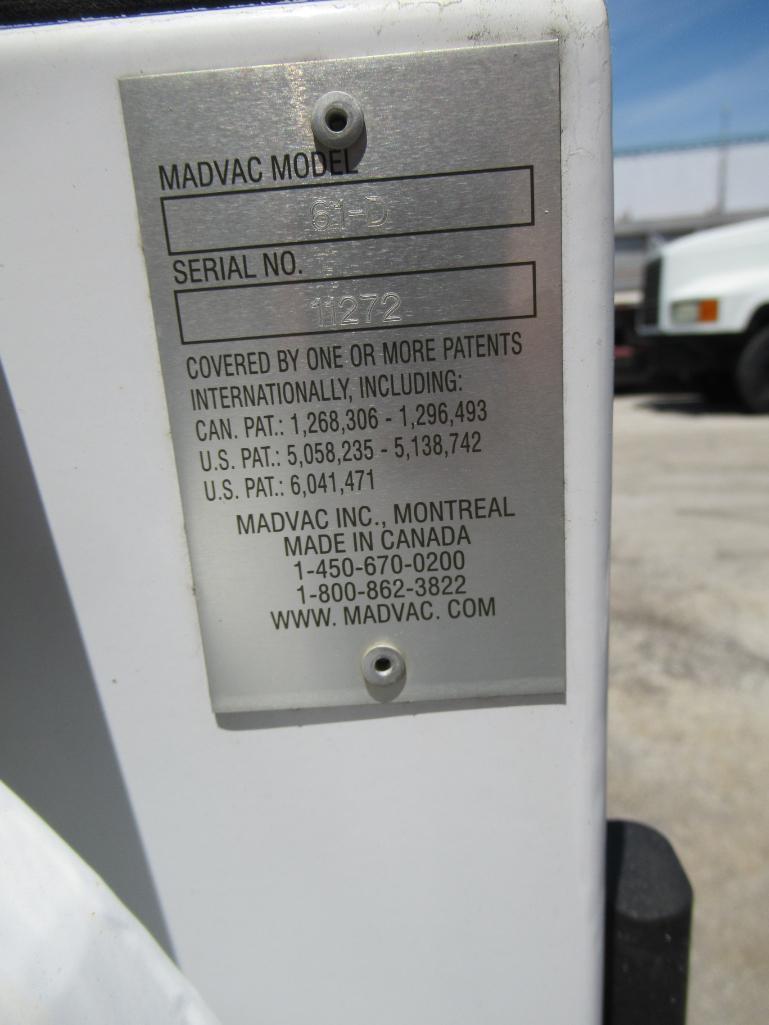 MADVAC MODEL
61-D
SERIAL NO.
11272
COVERED BY ONE OR MORE PATENTS
INTERNATIONALLY, INCLUDING:
CAN. PAT.: 1,268,306 - 1,296,493
U.S. PAT.: 5,058,235 - 5,138,742
U.S. PAT.: 6,041,471
MADVAC INC., MONTREAL
MADE IN CANADA
1-450-670-0200
1-800-862-3822
WWW. MADVAC. COM